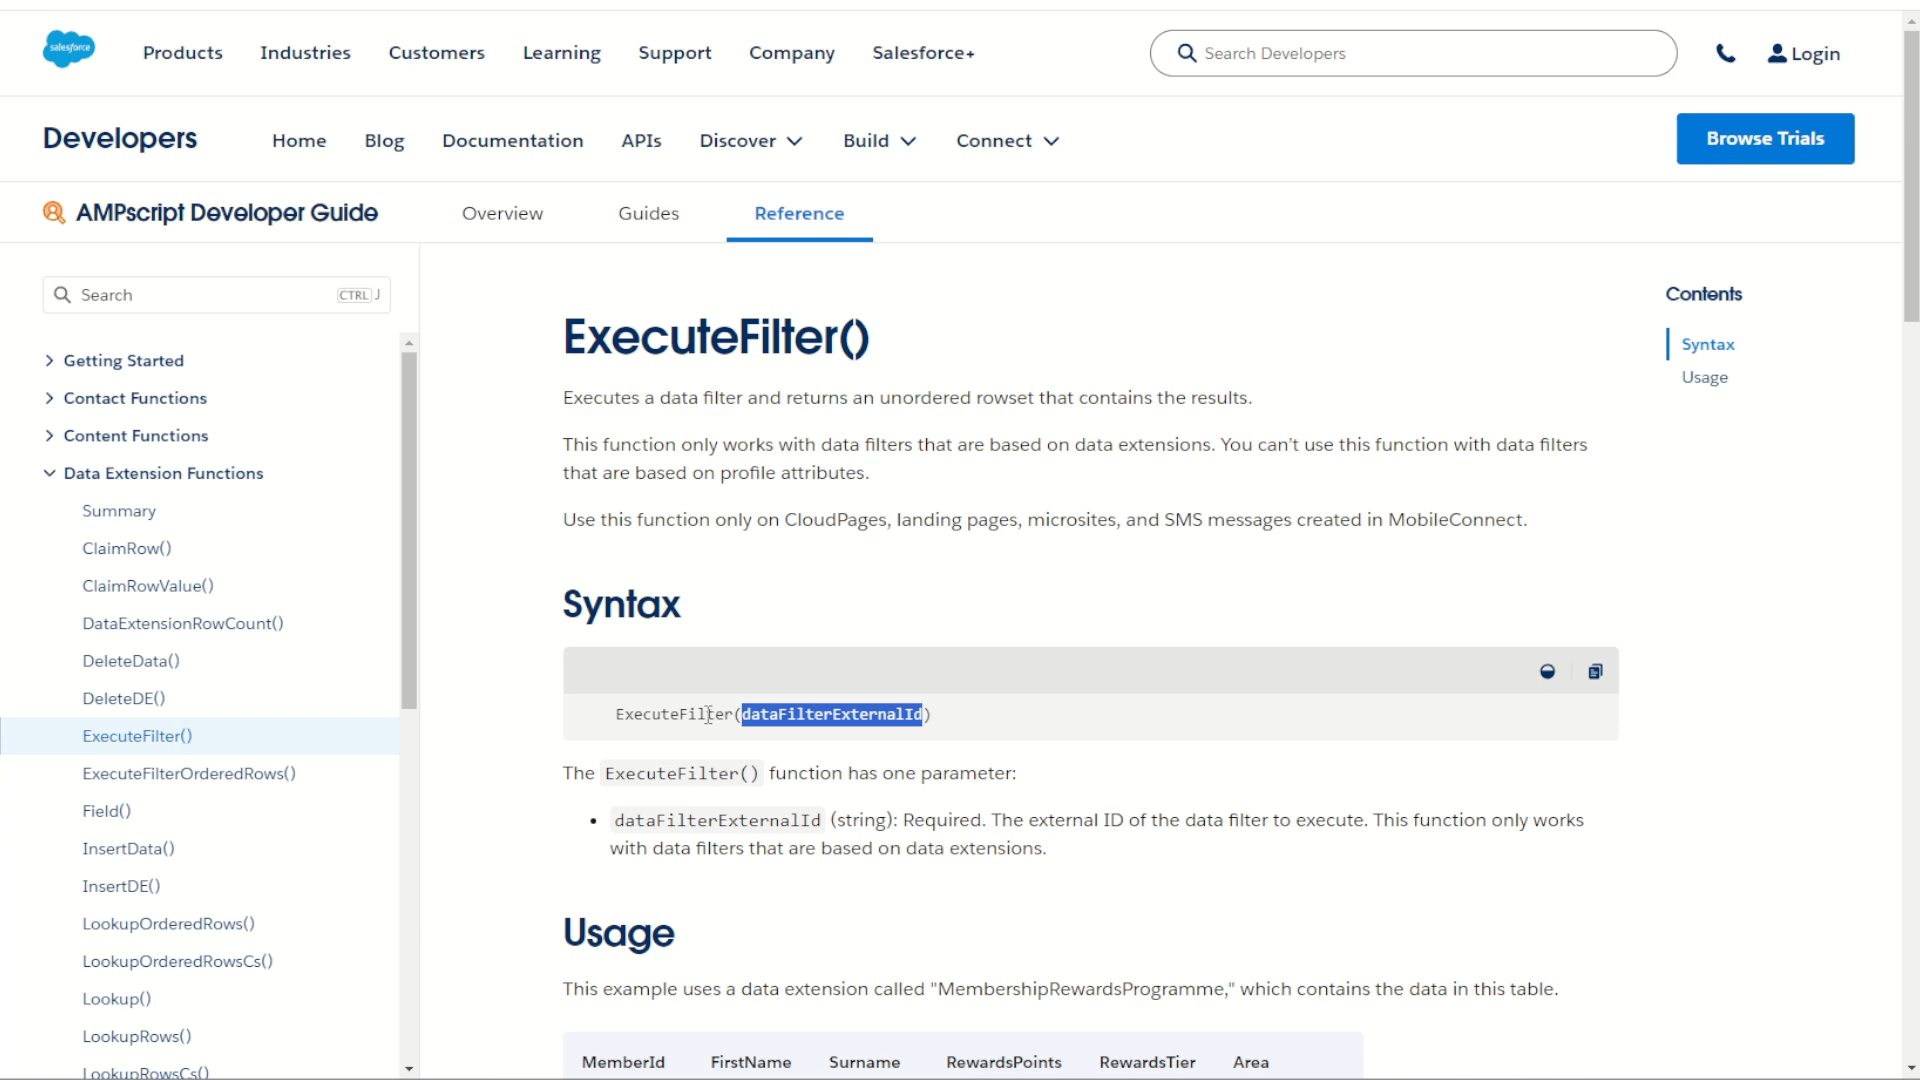 salesforce
Products Industries Customers Learning Support Company Salesforce+
Search Developers
Login
Developers
Home Blog Documentation APIs Discover Build Connect
Browse Trials
AMPscript Developer Guide
Overview Guides Reference
Search CTRL J
Getting Started
Contact Functions
Content Functions
Data Extension Functions
Summary
ClaimRow()
ClaimRowValue()
DataExtensionRowCount()
DeleteData()
DeleteDE()
ExecuteFilter()
ExecuteFilterOrderedRows()
Field()
InsertData()
InsertDE()
LookupOrderedRows()
LookupOrderedRowsCs()
Lookup()
LookupRows()
LookupRowsCs()
ExecuteFilter()
Executes a data filter and returns an unordered rowset that contains the results.
This function only works with data filters that are based on data extensions. You can't use this function with data filters
that are based on profile attributes.
Use this function only on CloudPages, landing pages, microsites, and SMS messages created in MobileConnect.
Syntax
ExecuteFilter(dataFilterExternalId)
The ExecuteFilter() function has one parameter:
• dataFilterExternalId (string): Required. The external ID of the data filter to execute. This function only works
with data filters that are based on data extensions.
Usage
This example uses a data extension called "MembershipRewardsProgramme," which contains the data in this table.
MemberId FirstName Surname RewardsPoints RewardsTier Area
Contents
Syntax
Usage